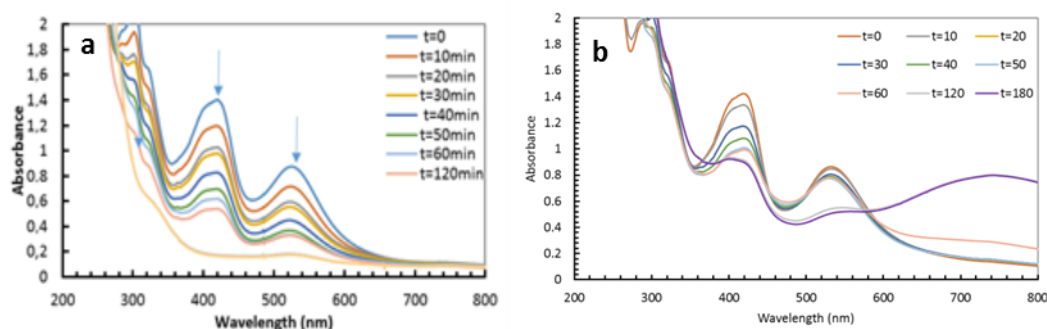 a
2
1,8
1,6
1,4
1,2
1
0,8
0,6
0,4
0,2
0
200 300 400 500 600 700 800
Absorbance
Wavelength (nm)
t=0
t=10min
t=20min
t=30min
t=40min
t=50min
t=60min
t=120min
b
2
1.8
1.6
1.4
1.2
1
0.8
0.6
0.4
0.2
0
200 300 400 500 600 700 800
Absorbance
Wavelength (nm)
t=0 t=10 t=20
t=30 t=40 t=50
t=60 t=120 t=180